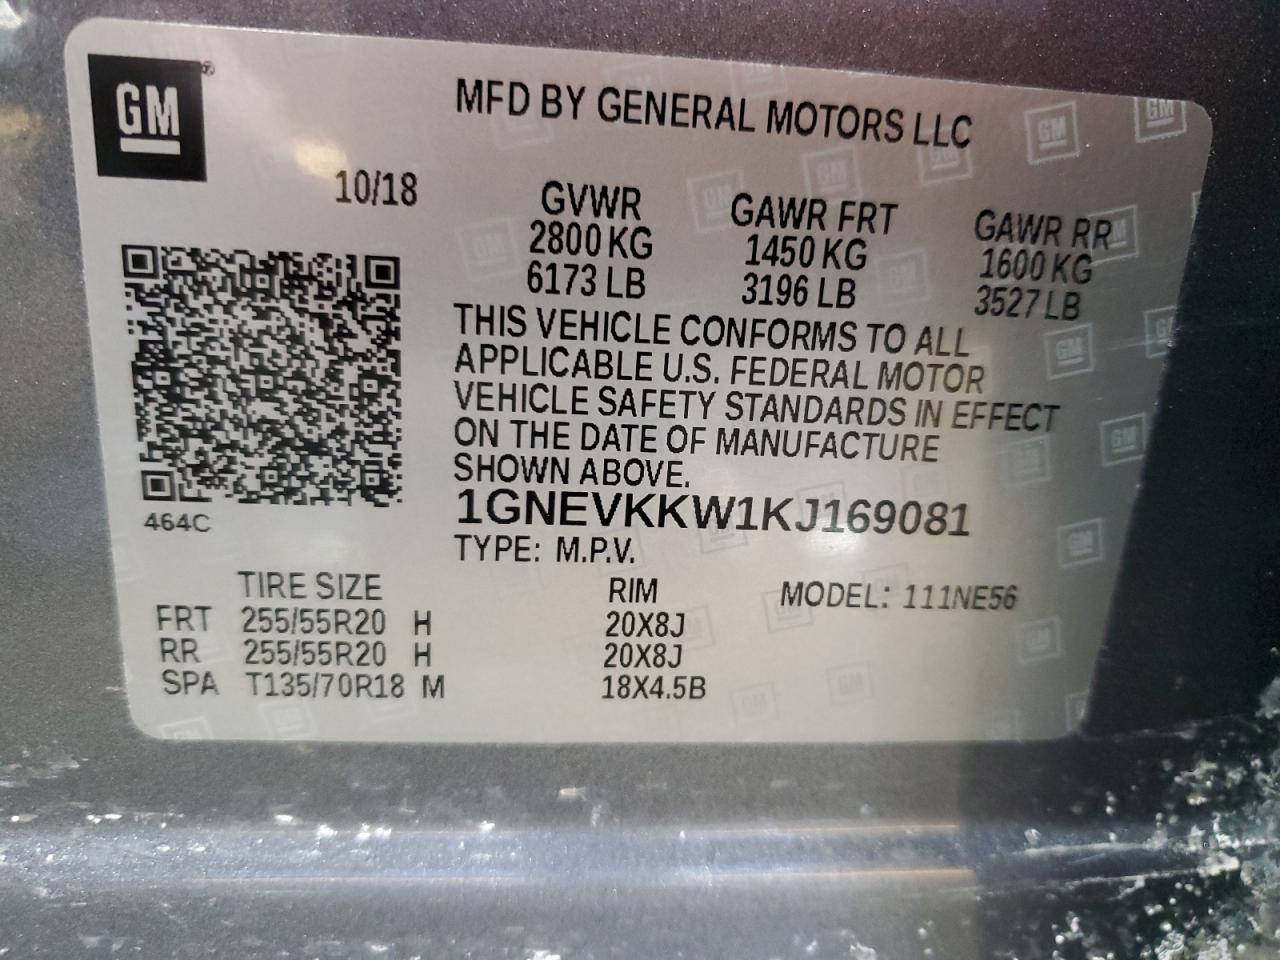 GM
MFD BY GENERAL MOTORS LLC
10/18
GVWR GAWR FRT GAWR RR
2800 KG 1450 KG 1600 KG
6173 LB 3196 LB 3527 LB
THIS VEHICLE CONFORMS TO ALL
APPLICABLE U.S. FEDERAL MOTOR
VEHICLE SAFETY STANDARDS IN EFFECT
ON THE DATE OF MANUFACTURE
SHOWN ABOVE.
1GNEVKKW1KJ169081
464C
TYPE: M.P.V.
TIRE SIZE RIM MODEL: 111NE56
FRT 255/55R20 H 20X8J
RR 255/55R20 H 20X8J
SPA T135/70R18 M 18X4.5B